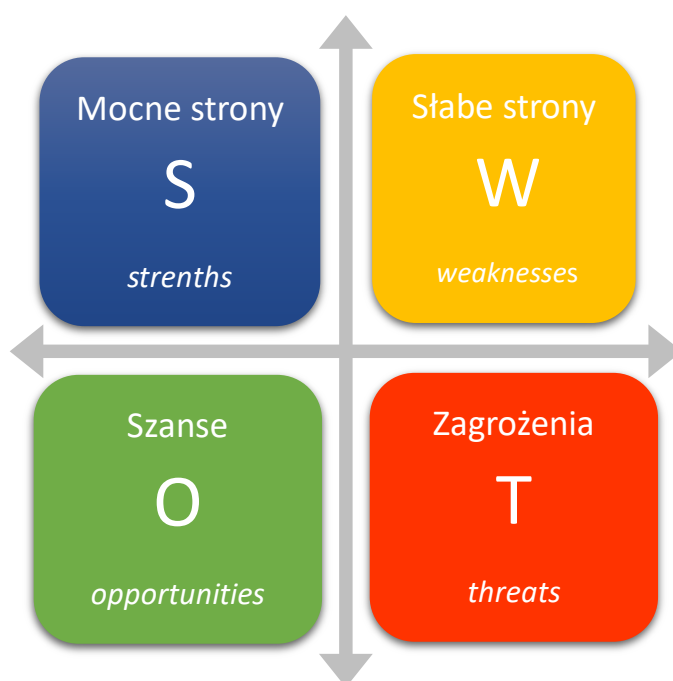 Mocne strony
S
strenths
Słabe strony
W
weaknesses
Szanse
O
opportunities
Zagrożenia
T
threats